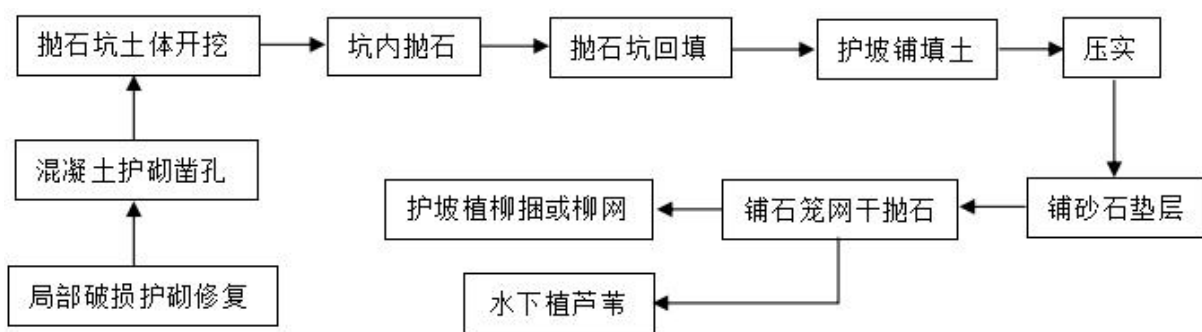 抛石坑土体开挖
坑内抛石
抛石坑回填
护坡铺填土
压实
混凝土护砌凿孔
护坡植柳捆或柳网
铺石笼网干抛石
铺砂石垫层
局部破损护砌修复
水下植芦苇